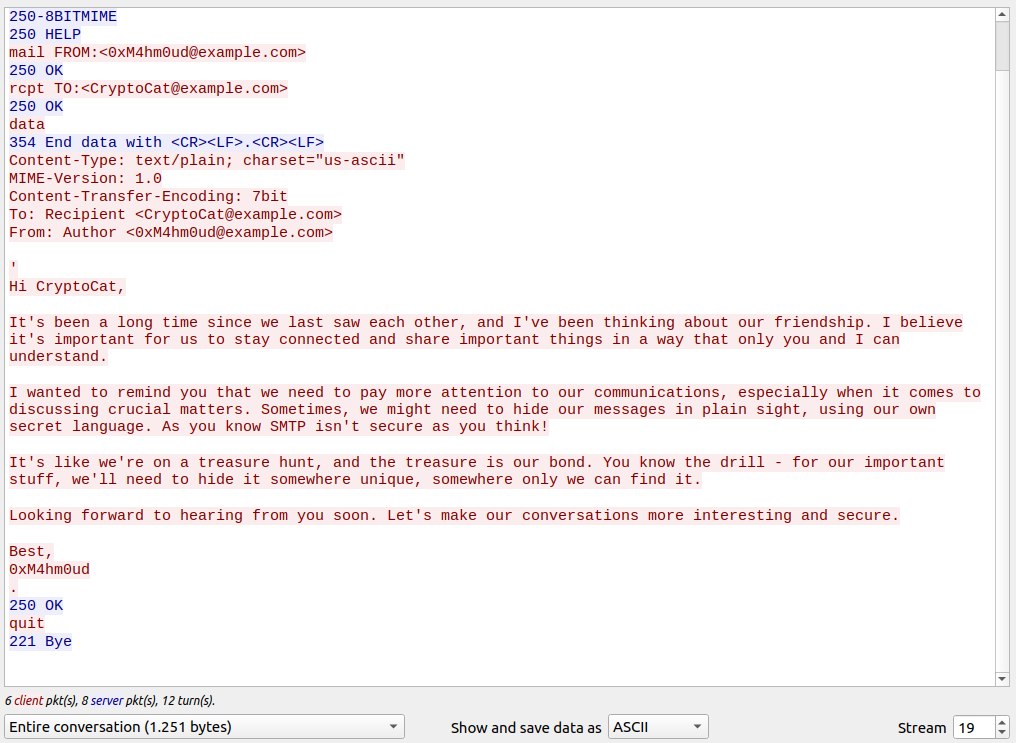 250-8BITMIME
250 HELP
mail FROM:<0xM4hm0ud@example.com>
250 OK
rcpt TO:<CryptoCat@example.com>
250 OK
data
354 End data with <CR><LF>.<CR><LF>
Content-Type: text/plain; charset="us-ascii"
MIME-Version: 1.0
Content-Transfer-Encoding: 7bit
To: Recipient <CryptoCat@example.com>
From: Author <0xM4hm0ud@example.com>
'
Hi CryptoCat,
It's been a long time since we last saw each other, and I've been thinking about our friendship. I believe
it's important for us to stay connected and share important things in a way that only you and I can
understand.
I wanted to remind you that we need to pay more attention to our communications, especially when it comes to
discussing crucial matters. Sometimes, we might need to hide our messages in plain sight, using our own
secret language. As you know SMTP isn't secure as you think!
It's like we're on a treasure hunt, and the treasure is our bond. You know the drill - for our important
stuff, we'll need to hide it somewhere unique, somewhere only we can find it.
Looking forward to hearing from you soon. Let's make our conversations more interesting and secure.
Best,
0xM4hm0ud
.
250 OK
quit
221 Bye
6 client pkt(s), 8 server pkt(s), 12 turn(s).
Entire conversation (1.251 bytes) Show and save data as ASCII Stream 19